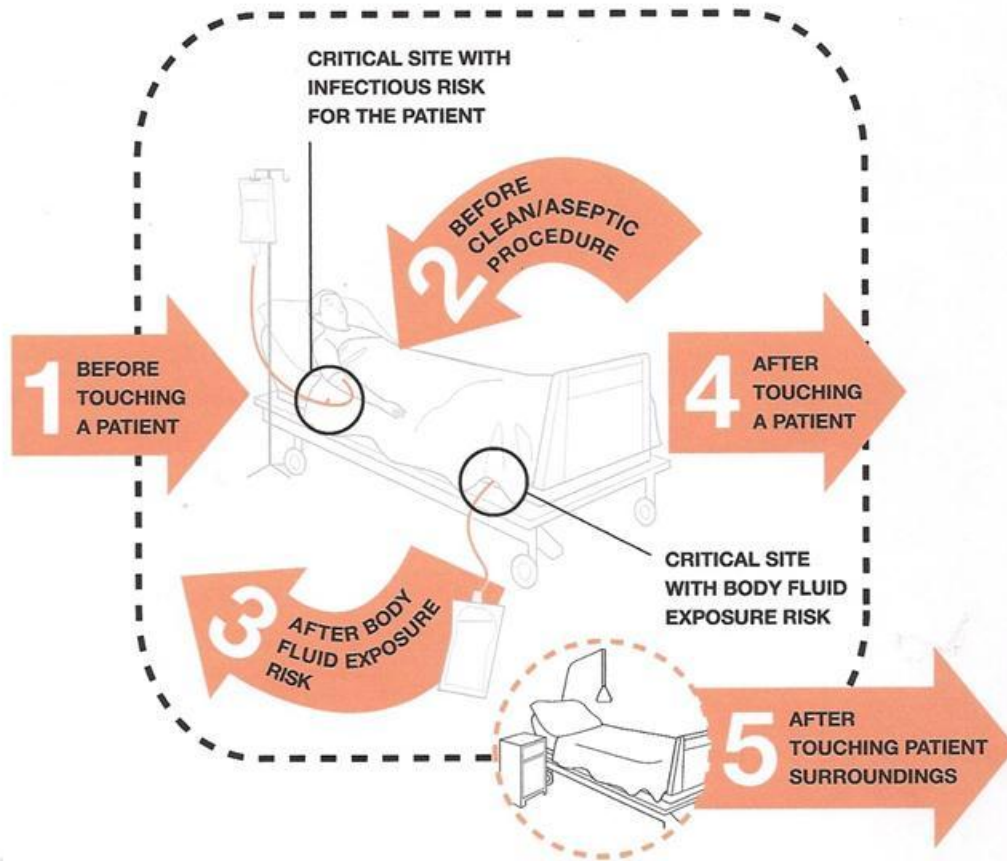 CRITICAL SITE WITH
INFECTIOUS RISK
FOR THE PATIENT
2
BEFORE
CLEAN/ASEPTIC
PROCEDURE
1
BEFORE
TOUCHING
A PATIENT
4
AFTER
TOUCHING
A PATIENT
CRITICAL SITE
WITH BODY FLUID
EXPOSURE RISK
3
AFTER BODY
FLUID EXPOSURE
RISK
5
AFTER
TOUCHING PATIENT
SURROUNDINGS